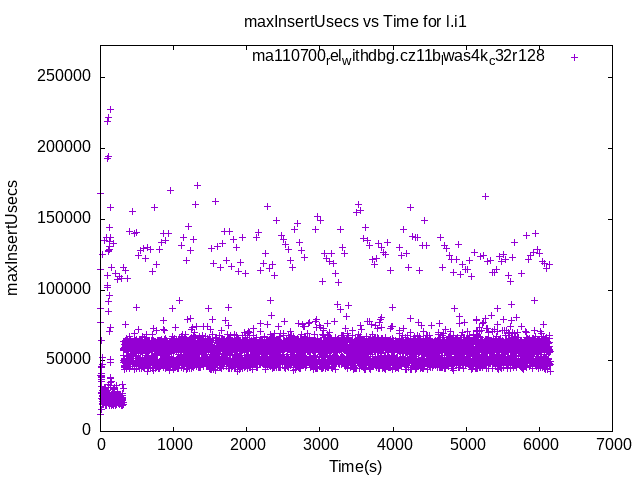 maxInsertUsecs vs Time for l.i1
ma110700_rel_withdbg.cz11b_lwas4k_c32r128
250000
200000
150000
100000
50000
0
maxInsertUsecs
0 1000 2000 3000 4000 5000 6000 7000
Time(s)